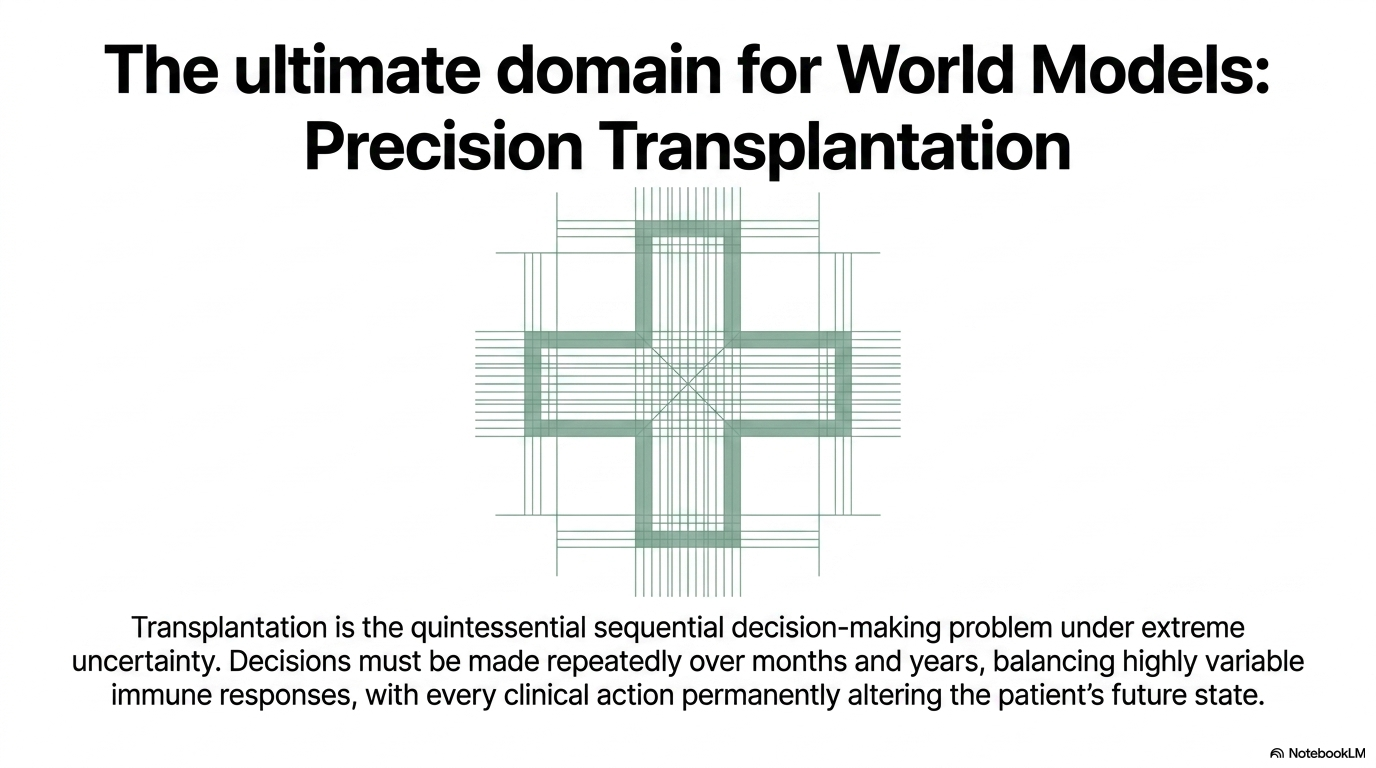 The ultimate domain for World Models:
Precision Transplantation
Transplantation is the quintessential sequential decision-making problem under extreme
uncertainty. Decisions must be made repeatedly over months and years, balancing highly variable
immune responses, with every clinical action permanently altering the patient’s future state.
NotebookLM